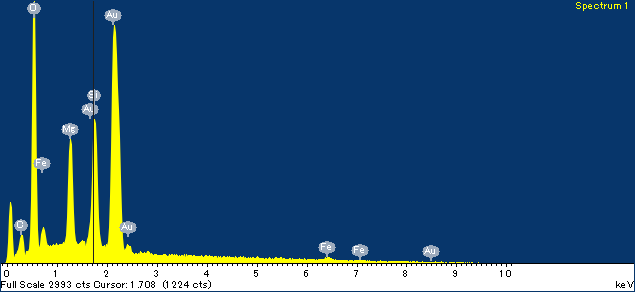 Spectrum 1
O
Au
Si
Au
Mg
Fe
C
Au
Fe
Fe
Au
0 1 2 3 4 5 6 7 8 9 10
Full Scale 2993 cts Cursor: 1.708 (1224 cts) keV